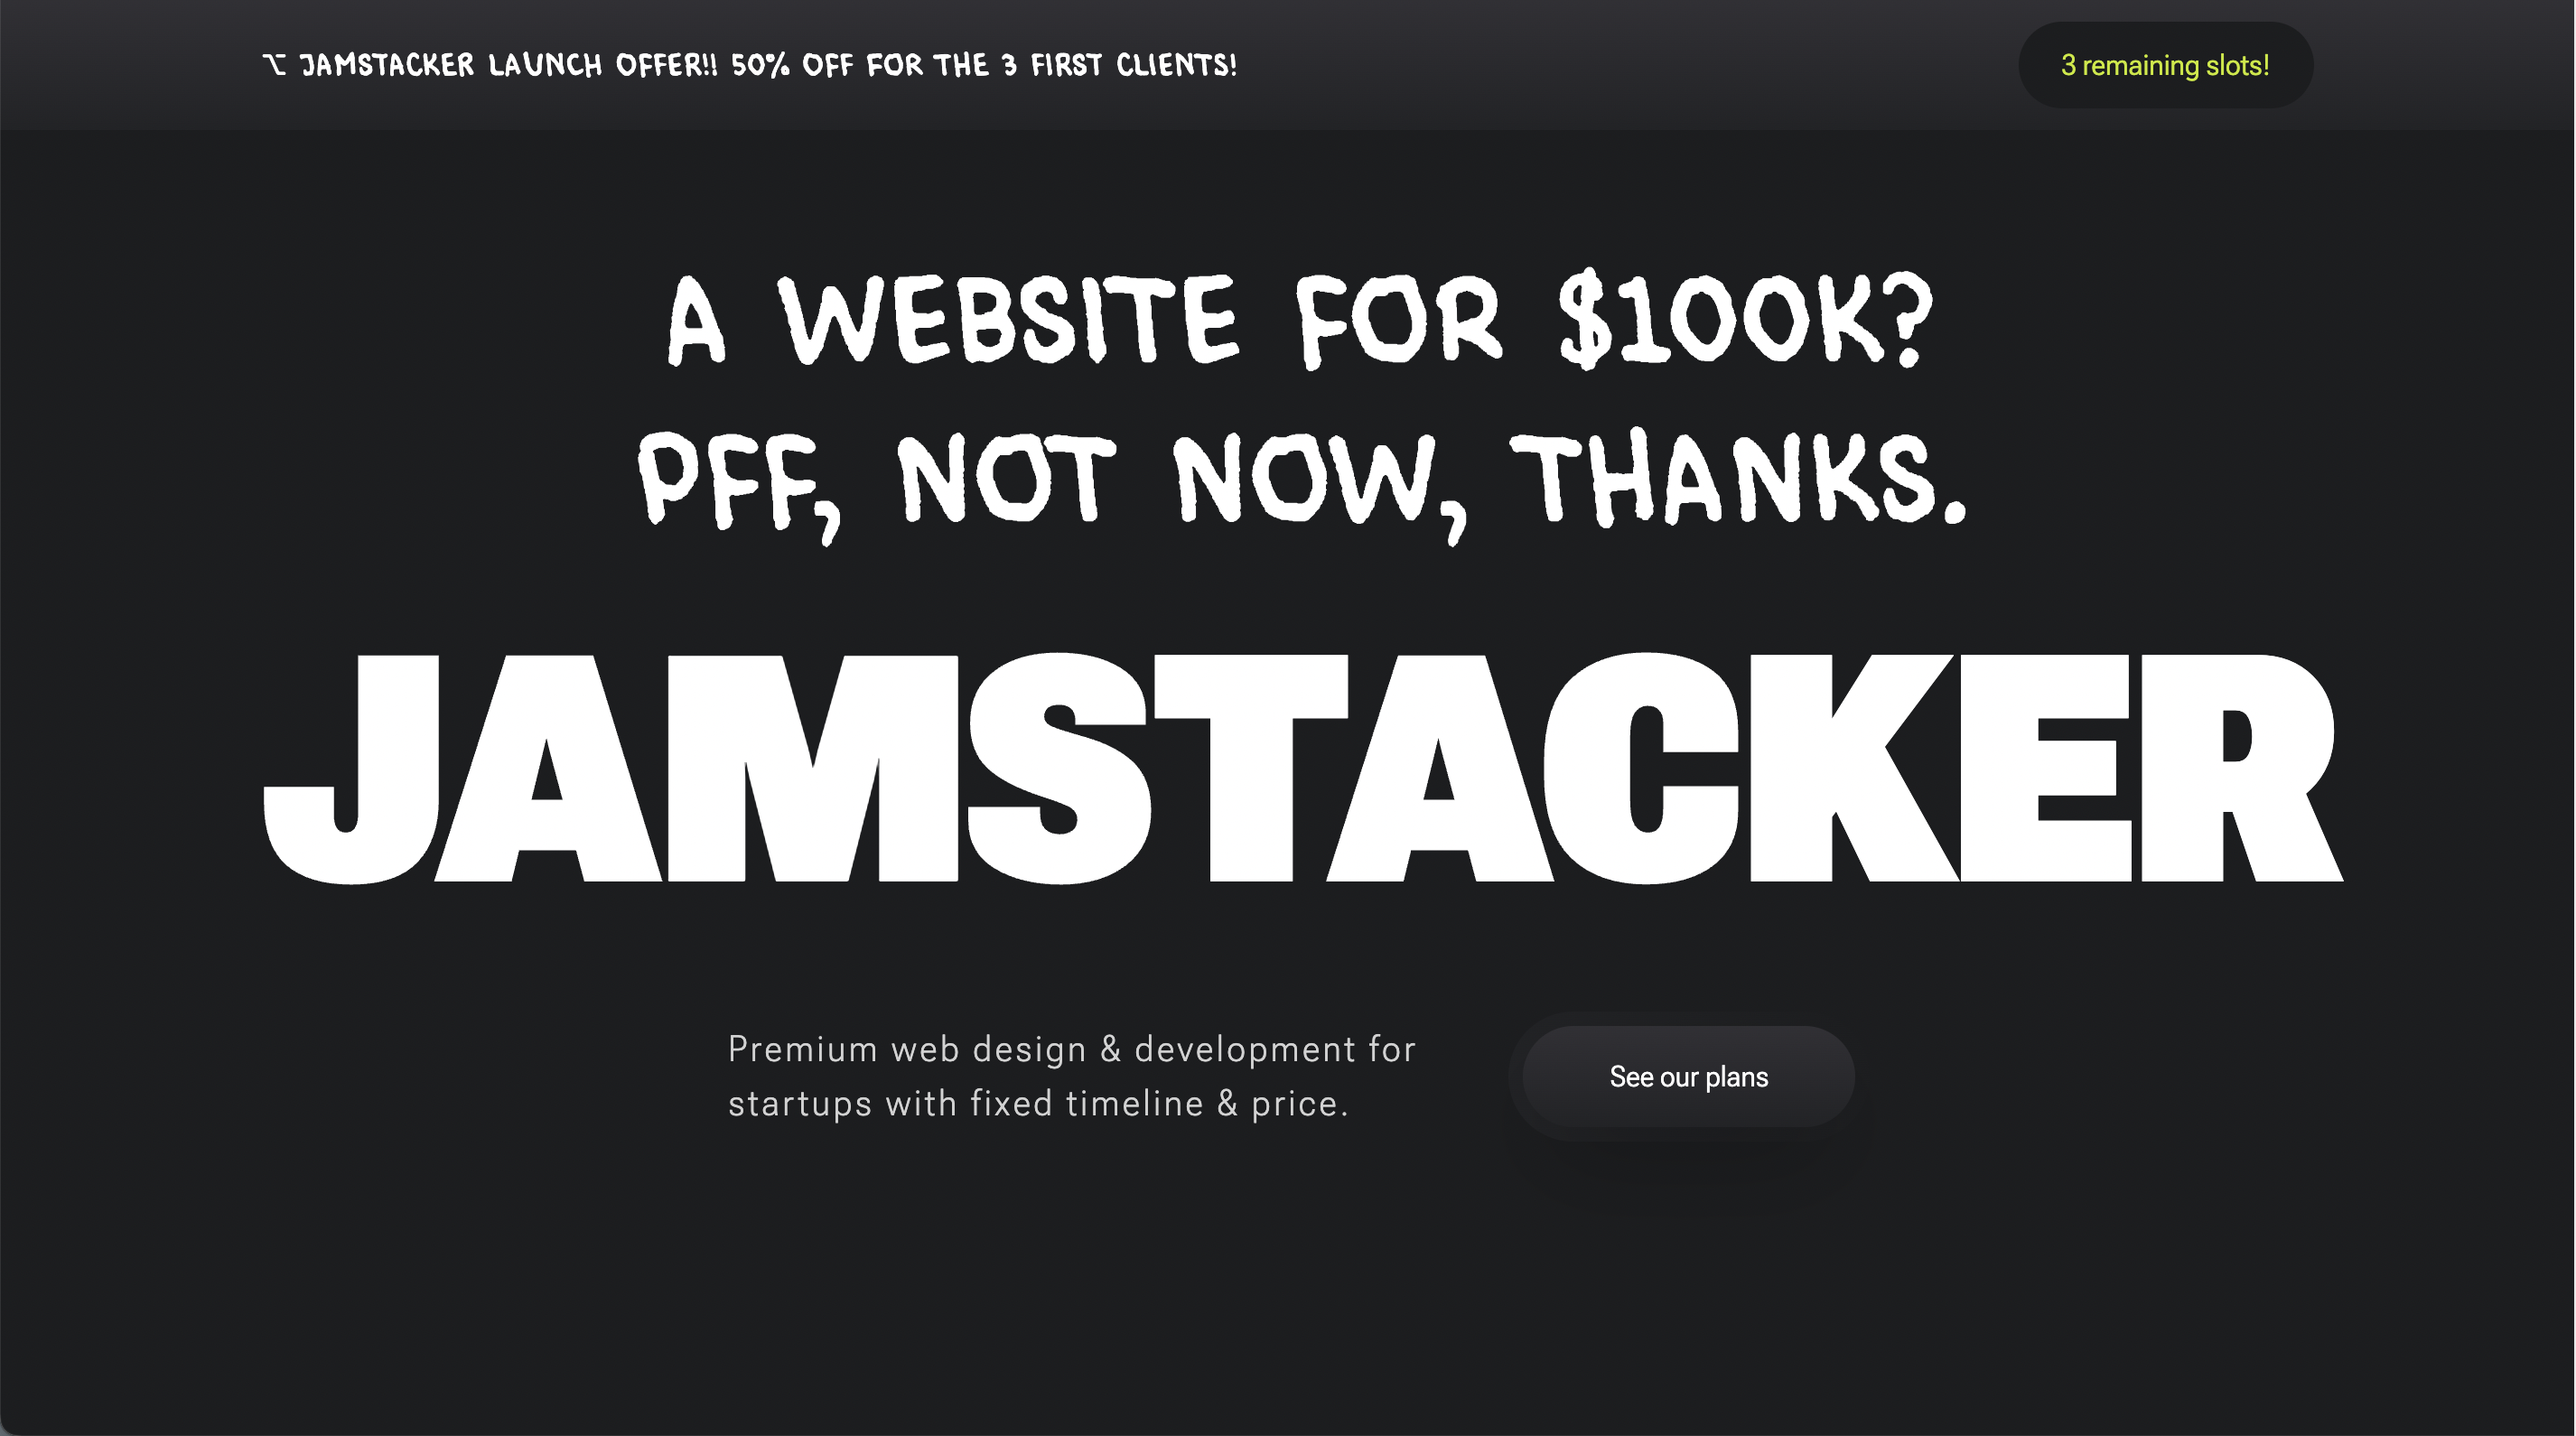 ⌥ JAMSTACKER LAUNCH OFFER!! 50% OFF FOR THE 3 FIRST CLIENTS!
3 remaining slots!
A WEBSITE FOR $100K?
PFF, NOT NOW, THANKS.
JAMSTACKER
Premium web design & development for
startups with fixed timeline & price.
See our plans